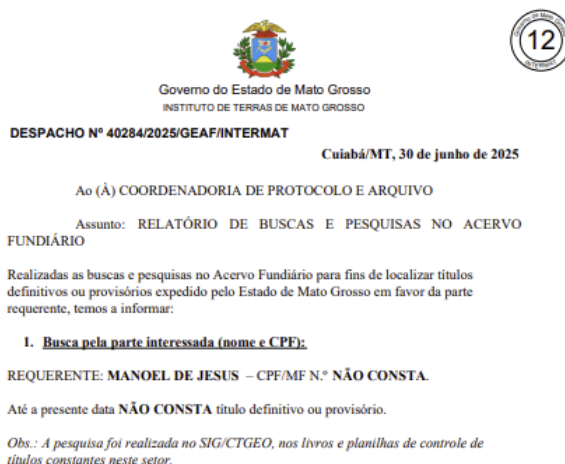 12
Governo do Estado de Mato Grosso
INSTITUTO DE TERRAS DE MATO GROSSO
DESPACHO Nº 40284/2025/GEAF/INTERMAT
Cuiabá/MT, 30 de junho de 2025
Ao (À) COORDENADORIA DE PROTOCOLO E ARQUIVO
Assunto: RELATÓRIO DE BUSCAS E PESQUISAS NO ACERVO
FUNDIÁRIO
Realizadas as buscas e pesquisas no Acervo Fundiário para fins de localizar títulos
definitivos ou provisórios expedido pelo Estado de Mato Grosso em favor da parte
requerente, temos a informar:
1. Busca pela parte interessada (nome e CPF):
REQUERENTE: MANOEL DE JESUS – CPF/MF N.º NÃO CONSTA.
Até a presente data NÃO CONSTA título definitivo ou provisório.
Obs.: A pesquisa foi realizada no SIG/CTGEO, nos livros e planilhas de controle de
títulos constantes neste setor.